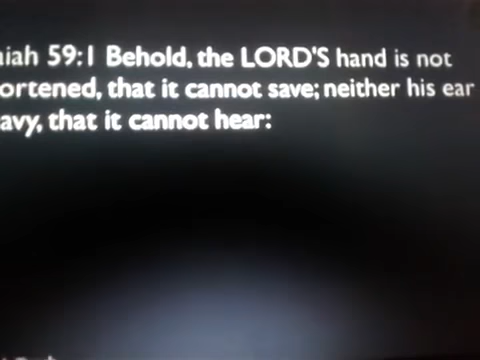 aiah 59:1 Behold, the LORD'S hand is not
ortened, that it cannot save; neither his ear
avy, that it cannot hear: